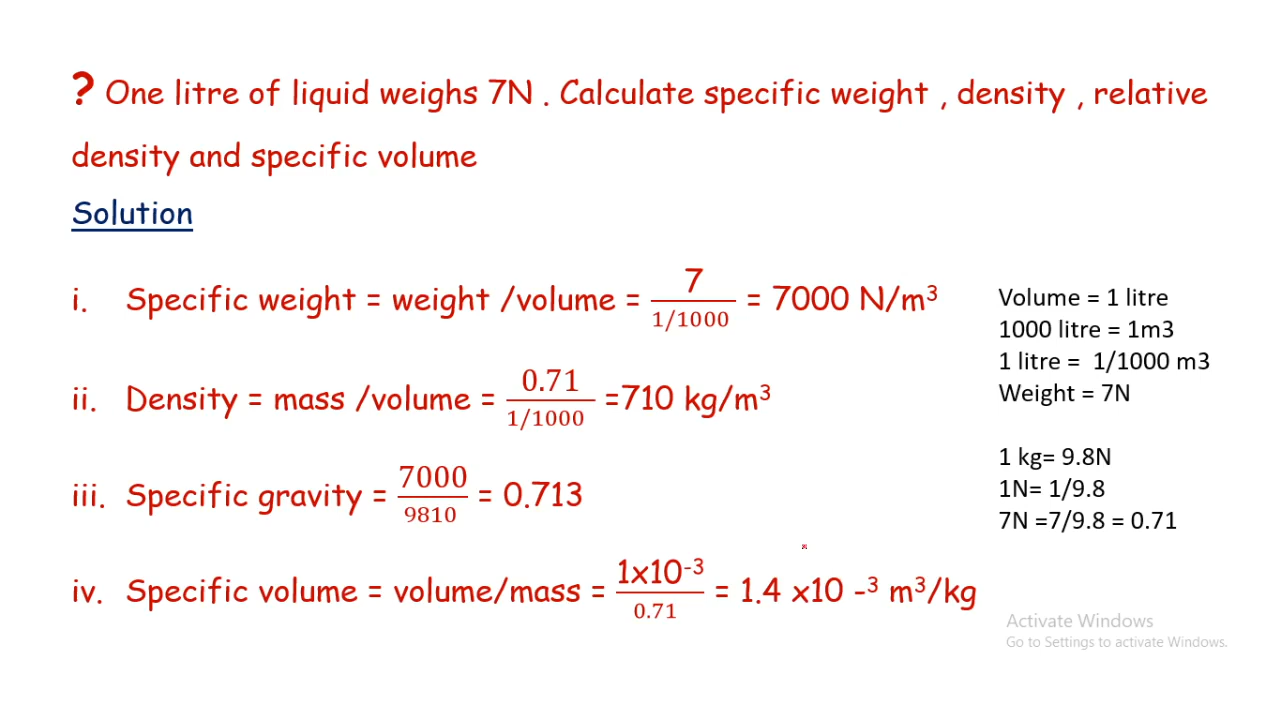 ? One litre of liquid weighs 7N . Calculate specific weight , density , relative
density and specific volume
Solution
i. Specific weight = weight /volume = 7 / 1/1000 = 7000 N/m³
ii. Density = mass /volume = 0.71 / 1/1000 =710 kg/m³
iii. Specific gravity = 7000 / 9810 = 0.713
iv. Specific volume = volume/mass = 1x10⁻³ / 0.71 = 1.4 x10 -³ m³/kg
Volume = 1 litre
1000 litre = 1m3
1 litre = 1/1000 m3
Weight = 7N
1 kg= 9.8N
1N= 1/9.8
7N =7/9.8 = 0.71
Activate Windows
Go to Settings to activate Windows.